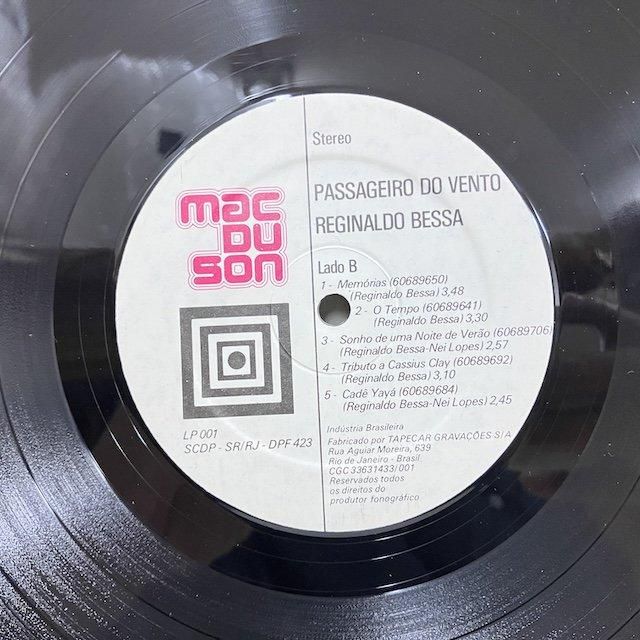 Stereo
PASSAGEIRO DO VENTO
REGINALDO BESSA
mac
DU
SON
Lado B
1 - Memórias (60689650)
(Reginaldo Bessa) 3,48
2 - O Tempo (60689641)
(Reginaldo Bessa) 3,30
3 - Sonho de uma Noite de Verão (60689706)
(Reginaldo Bessa-Nei Lopes) 2,57
4 - Tributo a Cassius Clay (60689692)
(Reginaldo Bessa) 3,10
5 - Cadê Yayá (60689684)
(Reginaldo Bessa-Nei Lopes) 2,45
LP 001
SCDP - SR/RJ - DPF 423
Indústria Brasileira
Fabricado por TAPECAR GRAVAÇÕES S/A
Rua Aguiar Moreira, 639
Rio de Janeiro - Brasil
CGC 33631433/001
Reservados todos
os direitos do
produtor fonográfico